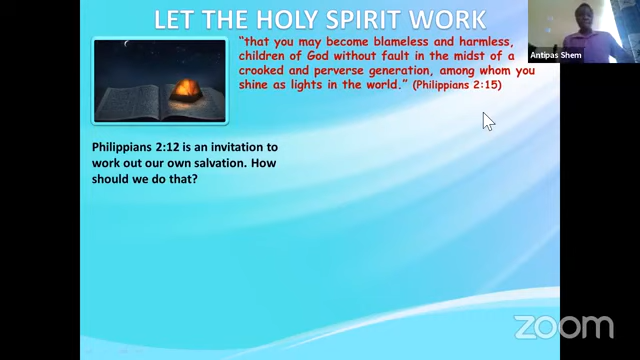 LET THE HOLY SPIRIT WORK
“that you may become blameless and harmless,
children of God without fault in the midst of a
crooked and perverse generation, among whom you
shine as lights in the world.” (Philippians 2:15)
Antipas Shem
Philippians 2:12 is an invitation to
work out our own salvation. How
should we do that?
zoom